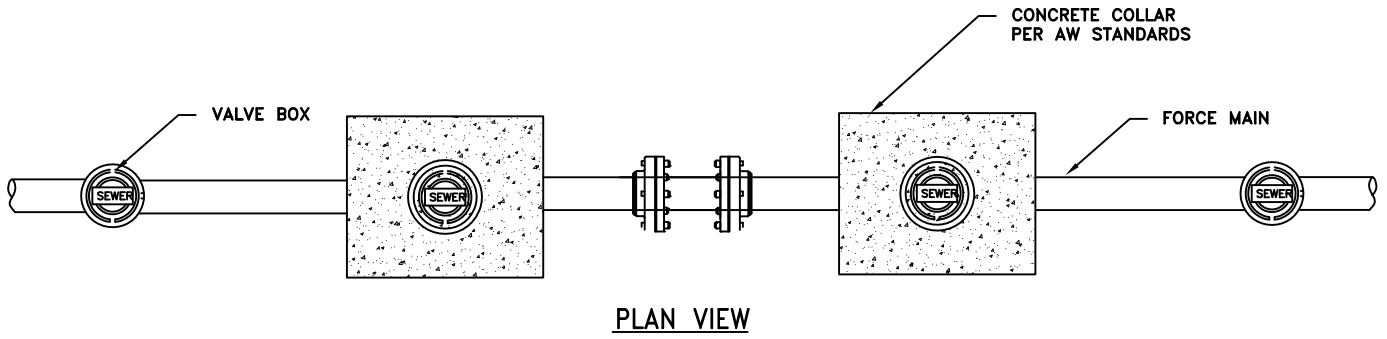 CONCRETE COLLAR
PER AW STANDARDS
VALVE BOX
FORCE MAIN
SEWER
SEWER
SEWER
SEWER
PLAN VIEW